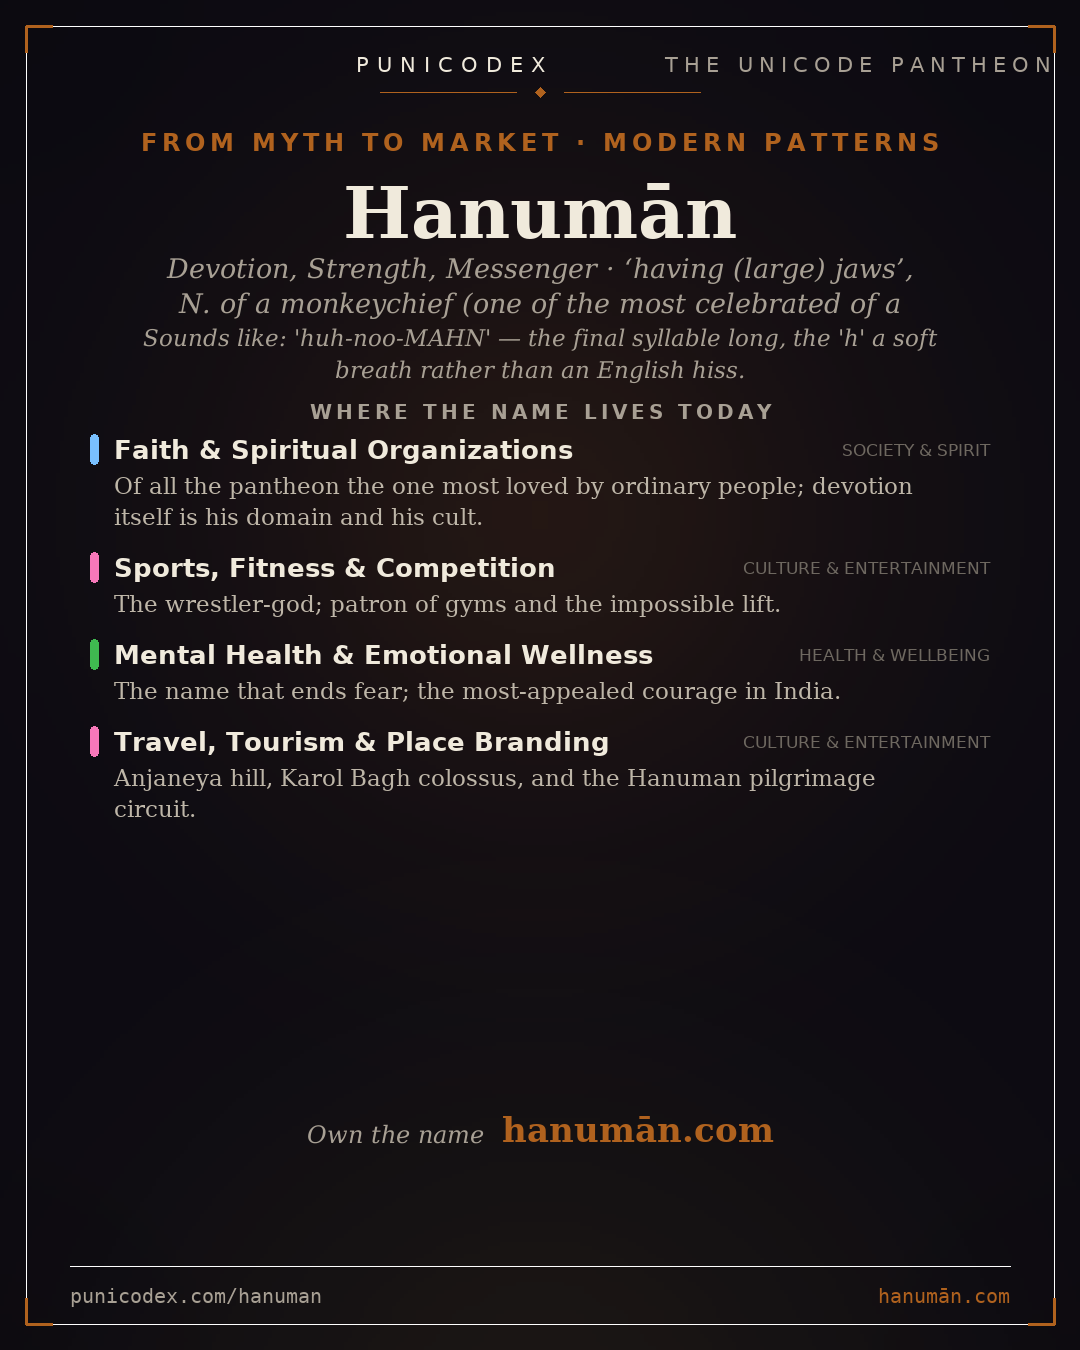 PUNICODEX THE UNICODE PANTHEON
FROM MYTH TO MARKET · MODERN PATTERNS
Hanumān
Devotion, Strength, Messenger · ‘having (large) jaws’,
N. of a monkeychief (one of the most celebrated of a
Sounds like: 'huh-noo-MAHN' — the final syllable long, the 'h' a soft
breath rather than an English hiss.
WHERE THE NAME LIVES TODAY
Faith & Spiritual Organizations SOCIETY & SPIRIT
Of all the pantheon the one most loved by ordinary people; devotion
itself is his domain and his cult.
Sports, Fitness & Competition CULTURE & ENTERTAINMENT
The wrestler-god; patron of gyms and the impossible lift.
Mental Health & Emotional Wellness HEALTH & WELLBEING
The name that ends fear; the most-appealed courage in India.
Travel, Tourism & Place Branding CULTURE & ENTERTAINMENT
Anjaneya hill, Karol Bagh colossus, and the Hanuman pilgrimage
circuit.
Own the name hanumān.com
punicodex.com/hanuman hanumān.com